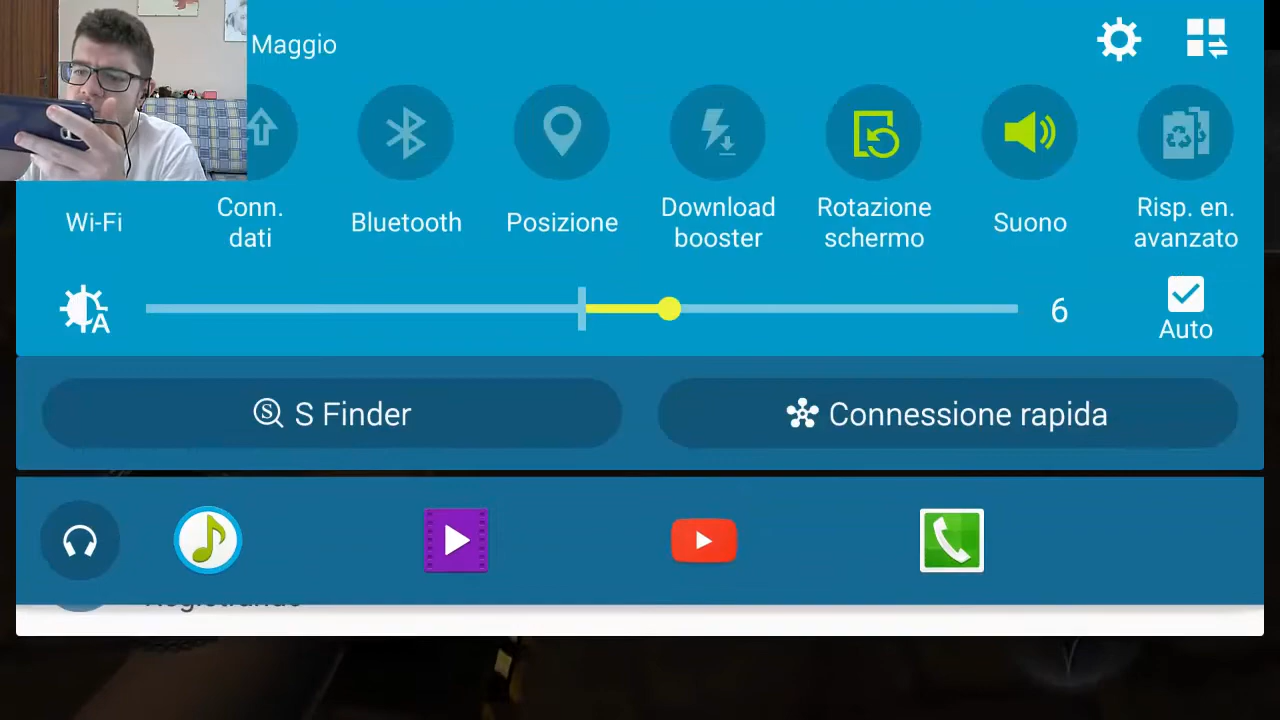 Maggio
Wi-Fi
Conn.
dati
Bluetooth
Posizione
Download
booster
Rotazione
schermo
Suono
Risp. en.
avanzato
A
6
Auto
S Finder
Connessione rapida
Registrando